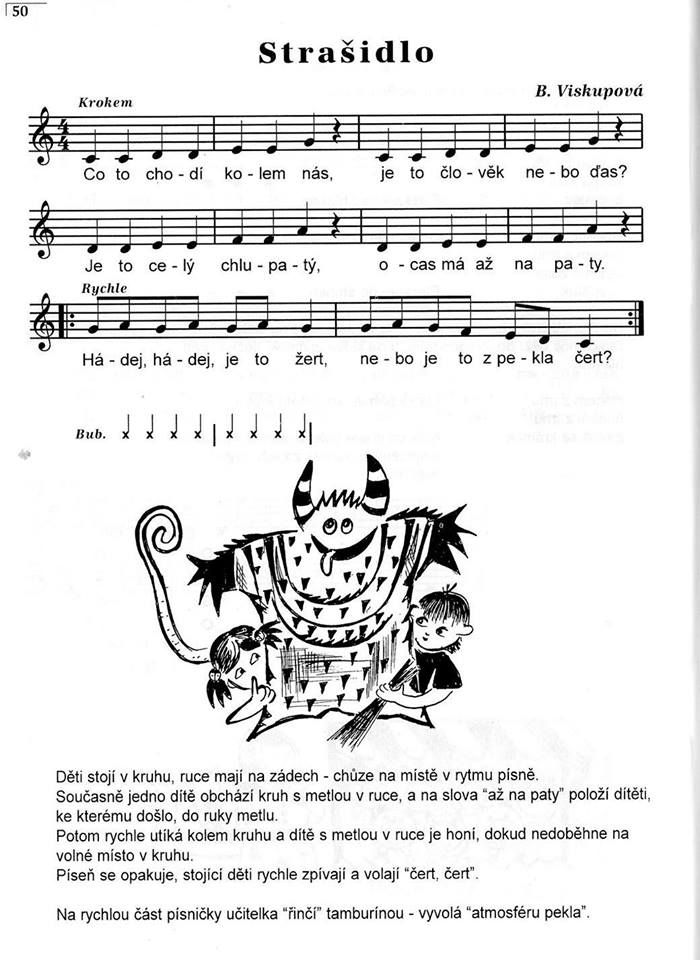 50
Strašidlo
B. Viskupová
Krokem
Co to cho - dí ko - lem nás, je to člo - věk ne - bo ďas?
Je to ce - lý chlu - pa - tý, o - cas má až na pa - ty.
Rychle
Há - dej, há - dej, je to žert, ne - bo je to z pe - kla čert?
Bub.
Děti stojí v kruhu, ruce mají na zádech - chůze na místě v rytmu písně.
Současně jedno dítě obchází kruh s metlou v ruce, a na slova “až na paty” položí dítěti,
ke kterému došlo, do ruky metlu.
Potom rychle utíká kolem kruhu a dítě s metlou v ruce je honí, dokud nedoběhne na
volné místo v kruhu.
Píseň se opakuje, stojící děti rychle zpívají a volají “čert, čert”.
Na rychlou část písničky učitelka “řinčí” tamburínou - vyvolá “atmosféru pekla”.